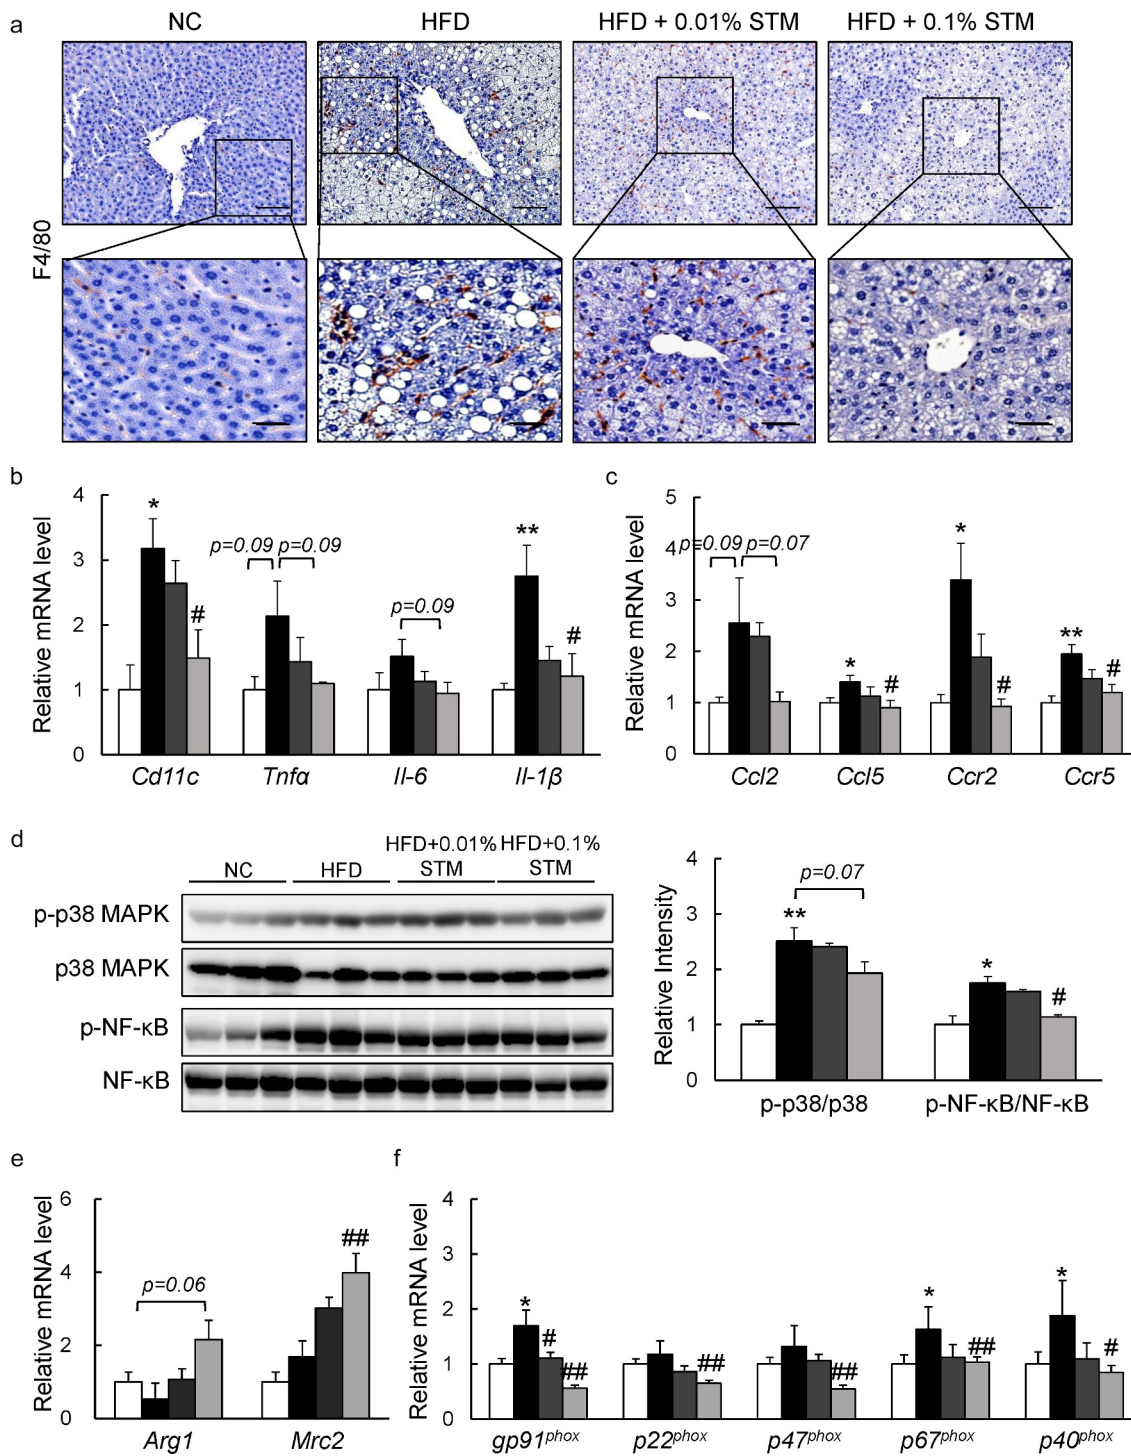 a
NC
HFD
HFD + 0.01% STM
HFD + 0.1% STM
F4/80
b
Relative mRNA level
4
3
2
1
0
*
p=0.09
p=0.09
#
p=0.09
**
#
Cd11c
Tnfα
Il-6
Il-1β
c
Relative mRNA level
5
4
3
2
1
0
p=0.09
p=0.07
*
#
*
#
**
#
Ccl2
Ccl5
Ccr2
Ccr5
d
NC
HFD
HFD+0.01%
STM
HFD+0.1%
STM
p-p38 MAPK
p38 MAPK
p-NF-κB
NF-κB
Relative Intensity
4
3
2
1
0
**
p=0.07
*
#
p-p38/p38
p-NF-κB/NF-κB
e
Relative mRNA level
6
4
2
0
p=0.06
##
Arg1
Mrc2
f
Relative mRNA level
4
3
2
1
0
*
#
##
##
##
*
##
*
#
gp91phox
p22phox
p47phox
p67phox
p40phox